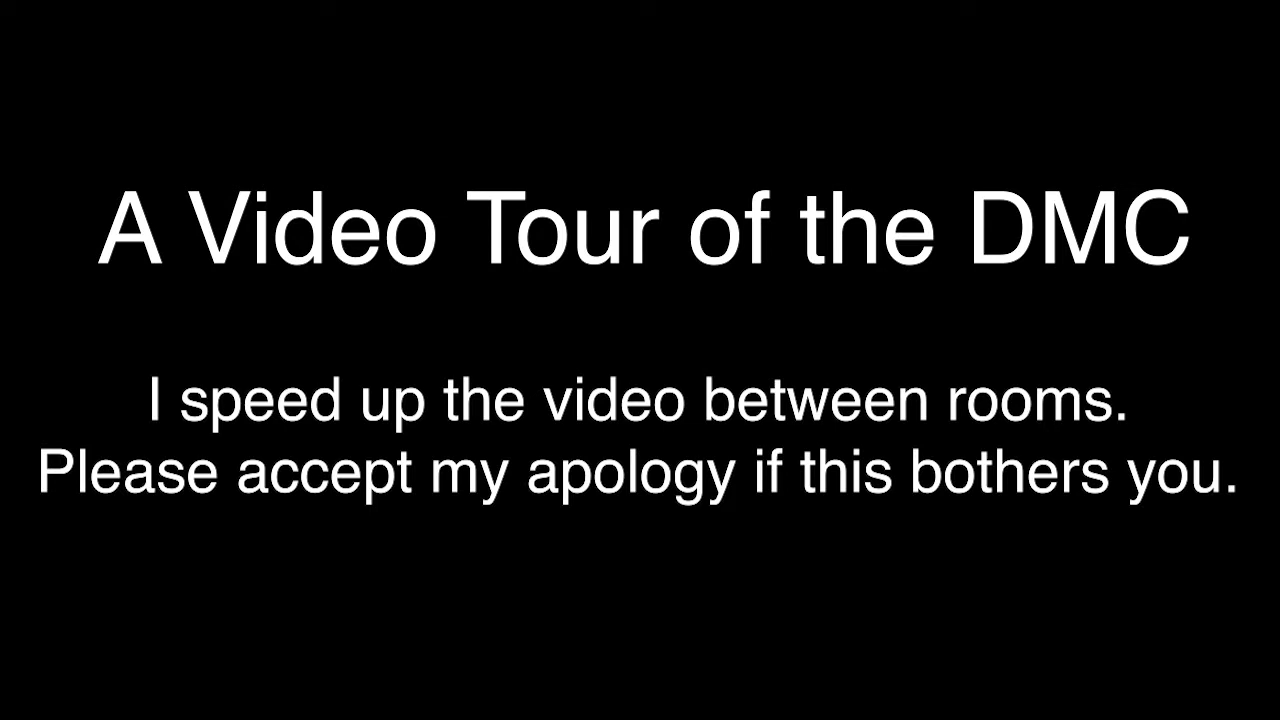 A Video Tour of the DMC
I speed up the video between rooms.
Please accept my apology if this bothers you.